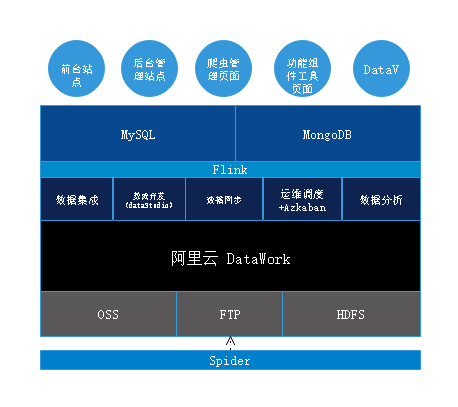 前台站
点
后台管
理站点
爬虫管
理页面
功能组
件工具
页面
DataV
MySQL
MongoDB
Flink
数据集成
数据开发
(dataStudio)
数据同步
运维调度
+Azkaban
数据分析
阿里云 DataWork
OSS
FTP
HDFS
Spider